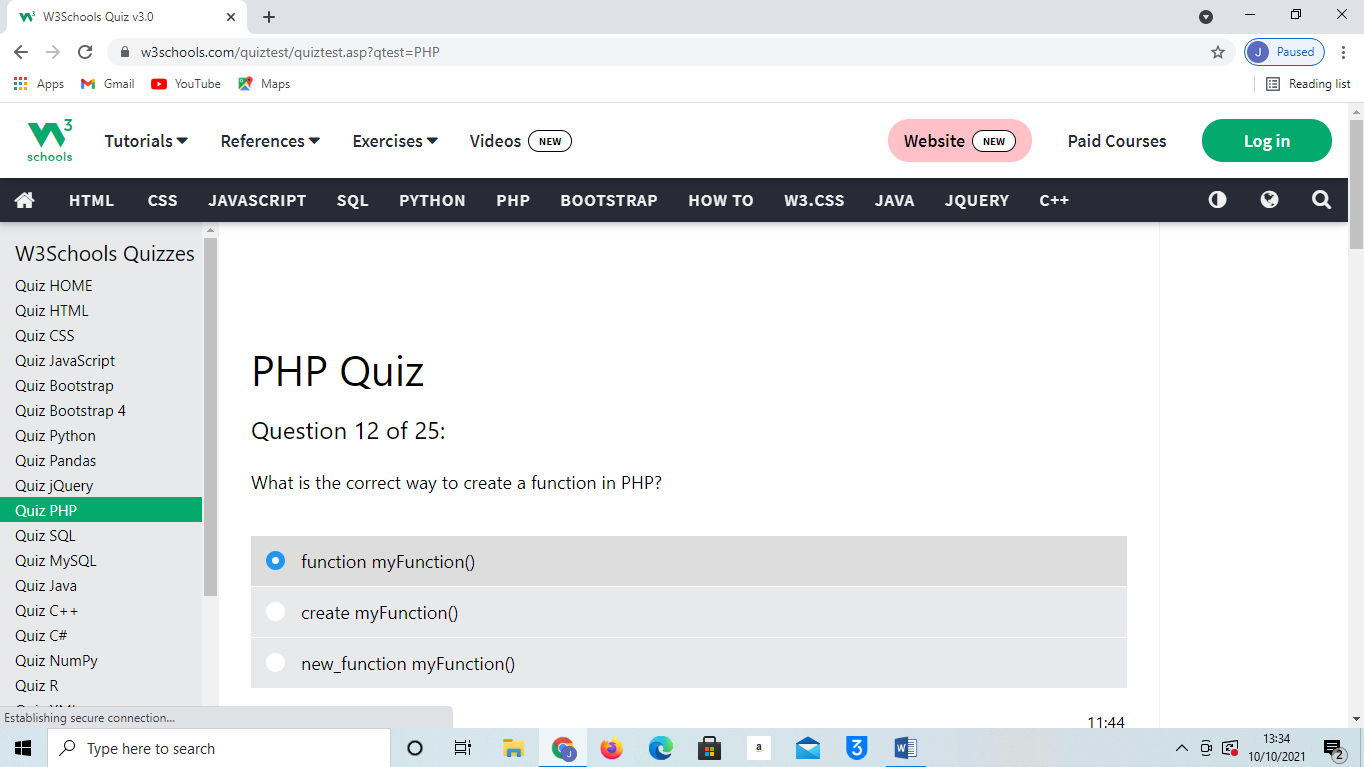 W3Schools Quiz v3.0
w3schools.com/quiztest/quiztest.asp?qtest=PHP
J Paused
Apps Gmail YouTube Maps Reading list
W3 schools Tutorials References Exercises Videos NEW Website NEW Paid Courses Log in
HTML CSS JAVASCRIPT SQL PYTHON PHP BOOTSTRAP HOW TO W3.CSS JAVA JQUERY C++
W3Schools Quizzes
Quiz HOME
Quiz HTML
Quiz CSS
Quiz JavaScript
Quiz Bootstrap
Quiz Bootstrap 4
Quiz Python
Quiz Pandas
Quiz jQuery
Quiz PHP
Quiz SQL
Quiz MySQL
Quiz Java
Quiz C++
Quiz C#
Quiz NumPy
Quiz R
PHP Quiz
Question 12 of 25:
What is the correct way to create a function in PHP?
function myFunction()
create myFunction()
new_function myFunction()
11:44
Establishing secure connection...
Type here to search
a
3
J
W
13:34
10/10/2021
2